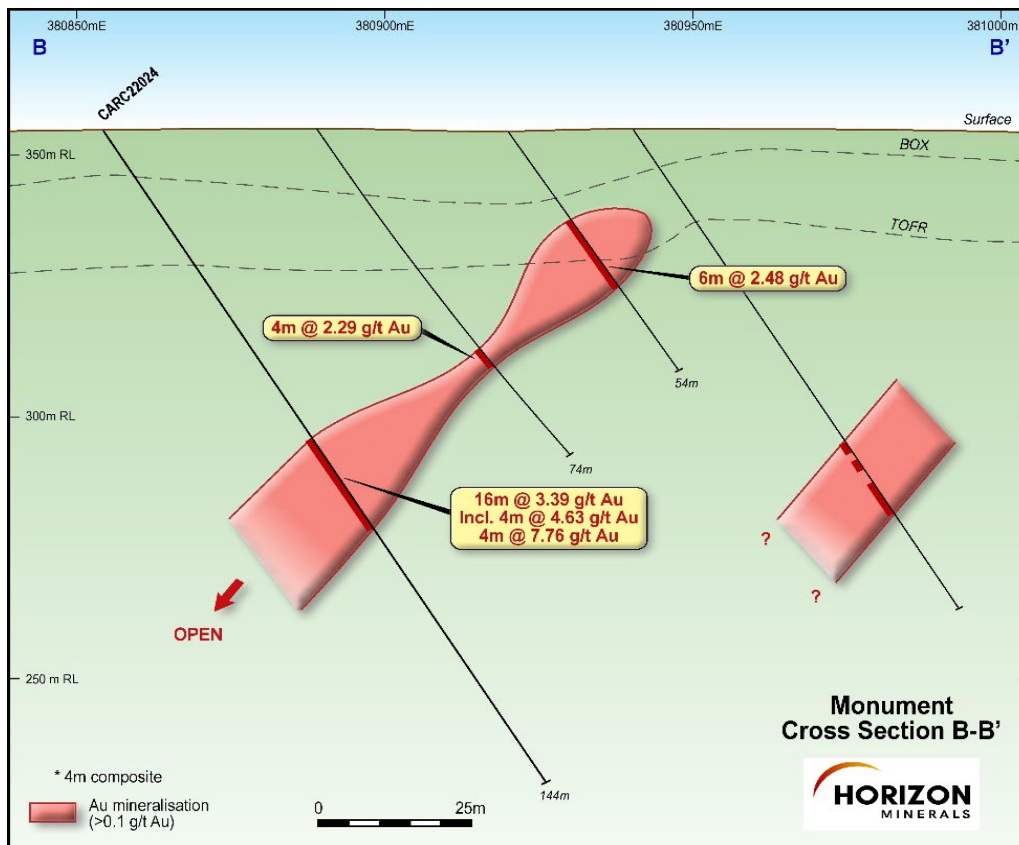 380850mE
380900mE
380950mE
381000mE
B
B'
CARC22024
Surface
350m RL
BOX
TOFR
6m @ 2.48 g/t Au
4m @ 2.29 g/t Au
54m
300m RL
74m
16m @ 3.39 g/t Au
Incl. 4m @ 4.63 g/t Au
4m @ 7.76 g/t Au
?
?
OPEN
250 m RL
Monument
Cross Section B-B'
* 4m composite
144m
Au mineralisation
(>0.1 g/t Au)
0
25m
HORIZON
MINERALS